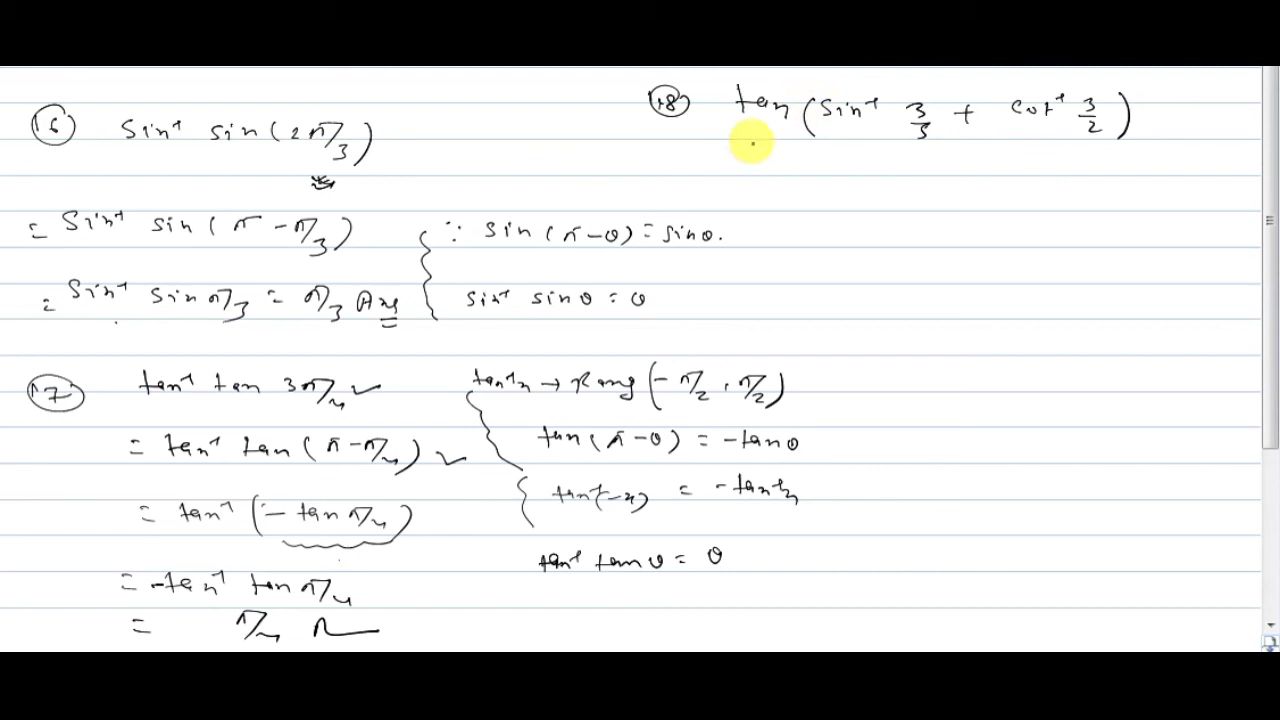 (16) sin⁻¹ sin(2π/3)
= sin⁻¹ sin(π - π/3)
= sin⁻¹ sin π/3 = π/3 Ans
∵ sin(π-θ) = sinθ.
sin⁻¹ sinθ = θ
(17) tan⁻¹ tan 3π/4 ✓
= tan⁻¹ tan(π-π/4) ✓
= tan⁻¹(- tan π/4)
= -tan⁻¹ tan π/4
= π/4
tan⁻¹x → Rang (-π/2, π/2)
tan(π-θ) = -tanθ
tan⁻¹(-x) = -tan⁻¹x
tan⁻¹ tanθ = θ
(18) tan(sin⁻¹ 3/3 + cot⁻¹ 3/2)